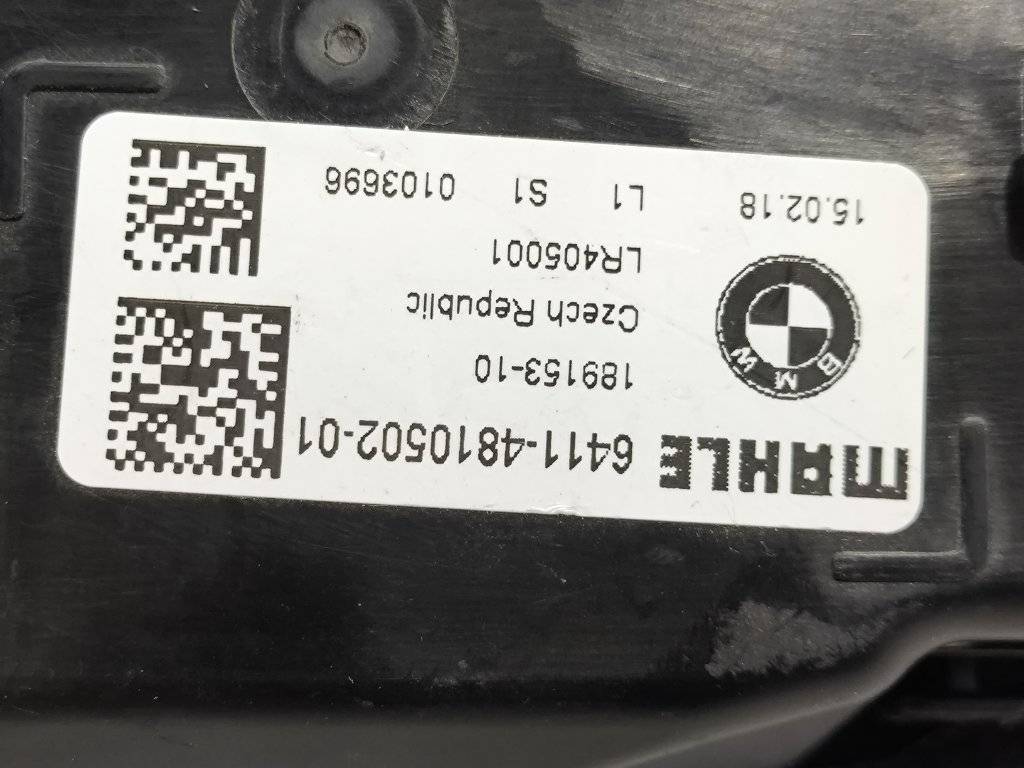 MAHLE 6411-4810502-01
189153-10
BMW
Czech Republic
LR405001
15.02.18 L1 S1 0103696